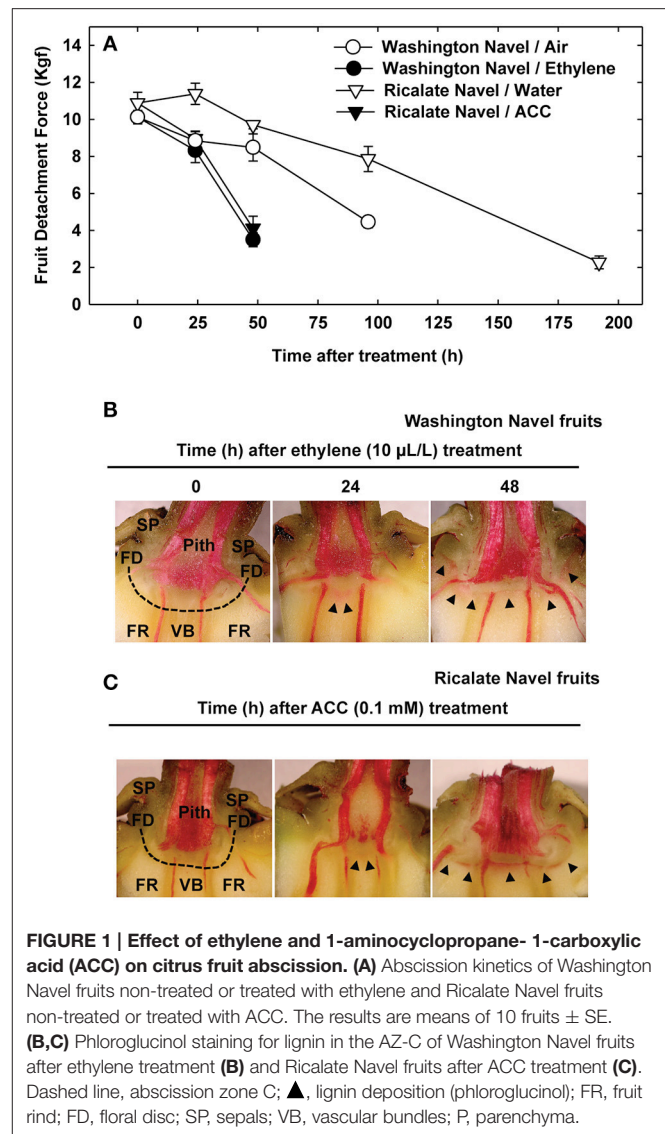 A
Washington Navel / Air
Washington Navel / Ethylene
Ricalate Navel / Water
Ricalate Navel / ACC
Fruit Detachment Force (Kgf)
14
12
10
8
6
4
2
0
0 25 50 75 100 125 150 175 200
Time after treatment (h)
B
Washington Navel fruits
Time (h) after ethylene (10 µL/L) treatment
0 24 48
SP SP
Pith
FD FD
FR VB FR
C
Ricalate Navel fruits
Time (h) after ACC (0.1 mM) treatment
SP SP
Pith
FD FD
FR VB FR
FIGURE 1 | Effect of ethylene and 1-aminocyclopropane- 1-carboxylic
acid (ACC) on citrus fruit abscission. (A) Abscission kinetics of Washington
Navel fruits non-treated or treated with ethylene and Ricalate Navel fruits
non-treated or treated with ACC. The results are means of 10 fruits ± SE.
(B,C) Phloroglucinol staining for lignin in the AZ-C of Washington Navel fruits
after ethylene treatment (B) and Ricalate Navel fruits after ACC treatment (C).
Dashed line, abscission zone C; ▲, lignin deposition (phloroglucinol); FR, fruit
rind; FD, floral disc; SP, sepals; VB, vascular bundles; P, parenchyma.